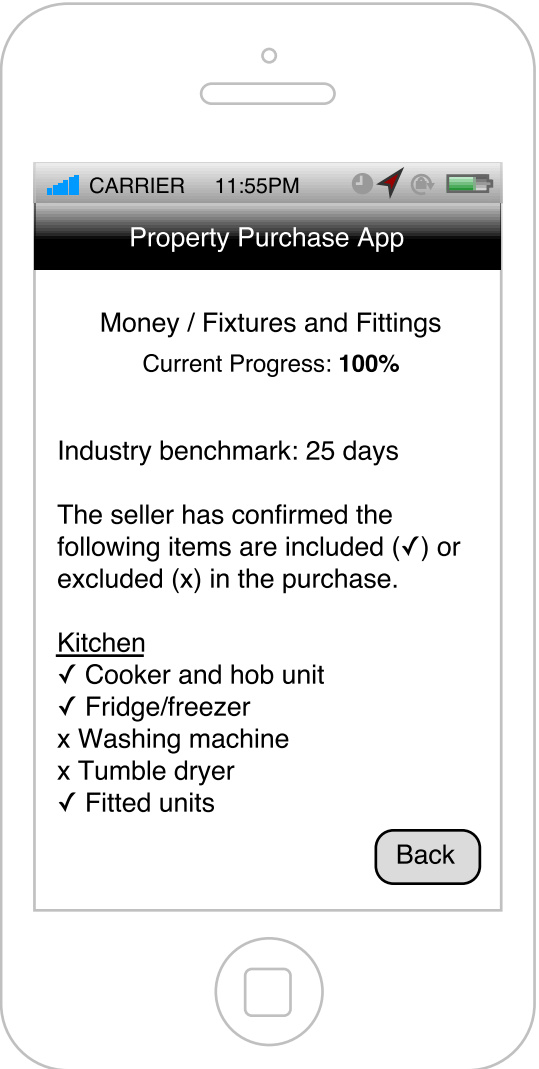 CARRIER 11:55PM
Property Purchase App
Money / Fixtures and Fittings
Current Progress: 100%
Industry benchmark: 25 days
The seller has confirmed the
following items are included (✓) or
excluded (x) in the purchase.
Kitchen
✓ Cooker and hob unit
✓ Fridge/freezer
x Washing machine
x Tumble dryer
✓ Fitted units
Back